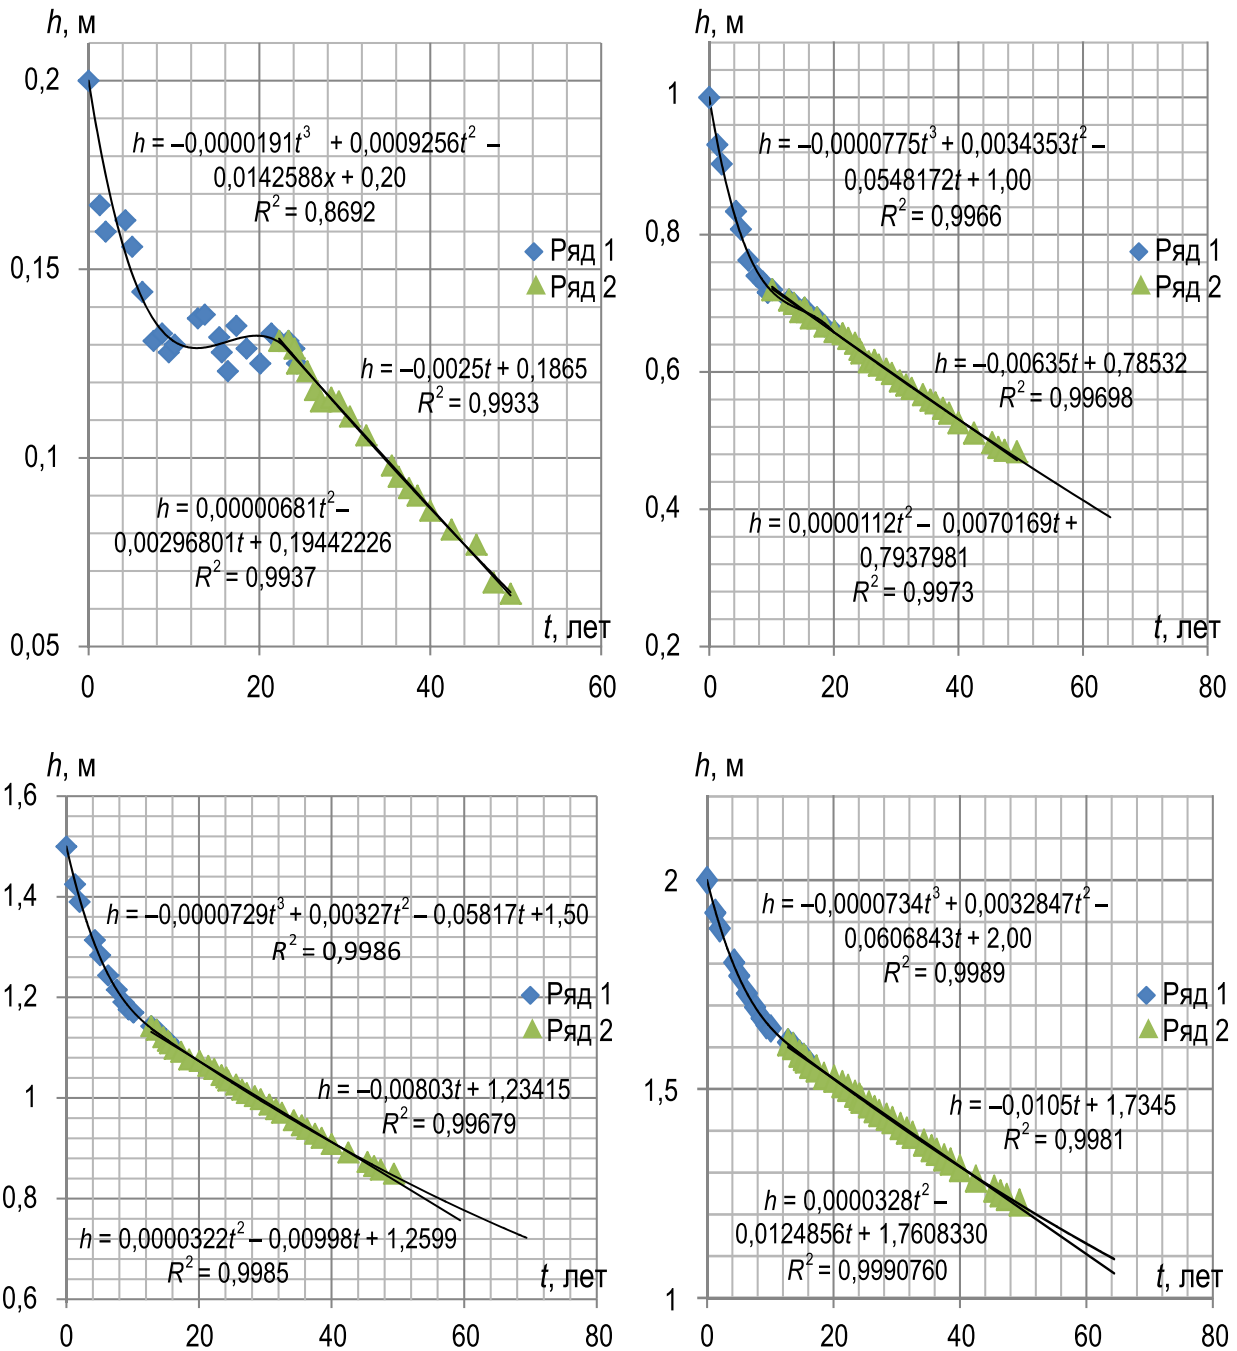 h, м
0,2
0,15
0,1
0,05
h = –0,0000191t³ + 0,0009256t² –
0,0142588x + 0,20
R² = 0,8692
Ряд 1
Ряд 2
h = –0,0025t + 0,1865
R² = 0,9933
h = 0,00000681t² –
0,00296801t + 0,19442226
R² = 0,9937
t, лет
0 20 40 60
h, м
1
0,8
0,6
0,4
0,2
h = –0,0000775t³ + 0,0034353t² –
0,0548172t + 1,00
R² = 0,9966
Ряд 1
Ряд 2
h = –0,00635t + 0,78532
R² = 0,99698
h = 0,0000112t² – 0,0070169t +
0,7937981
R² = 0,9973
t, лет
0 20 40 60 80
h, м
1,6
1,4
1,2
1
0,8
0,6
h = –0,0000729t³ + 0,00327t² – 0,05817t +1,50
R² = 0,9986
Ряд 1
Ряд 2
h = –0,00803t + 1,23415
R² = 0,99679
h = 0,0000322t² – 0,00998t + 1,2599
R² = 0,9985
t, лет
0 20 40 60 80
h, м
2
1,5
1
h = –0,0000734t³ + 0,0032847t² –
0,0606843t + 2,00
R² = 0,9989
Ряд 1
Ряд 2
h = –0,0105t + 1,7345
R² = 0,9981
h = 0,0000328t² –
0,0124856t + 1,7608330
R² = 0,9990760
t, лет
0 20 40 60 80